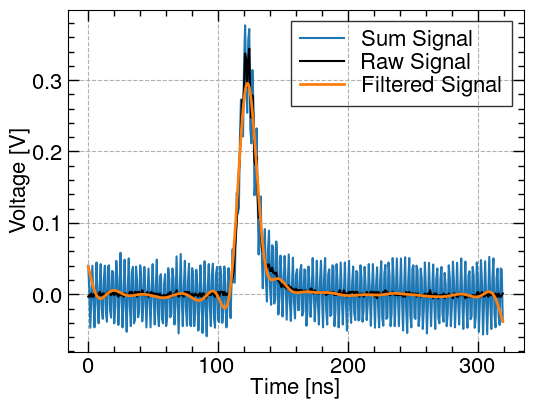 Sum Signal
Raw Signal
Filtered Signal
0.3
0.2
0.1
0.0
Voltage [V]
0
100
200
300
Time [ns]